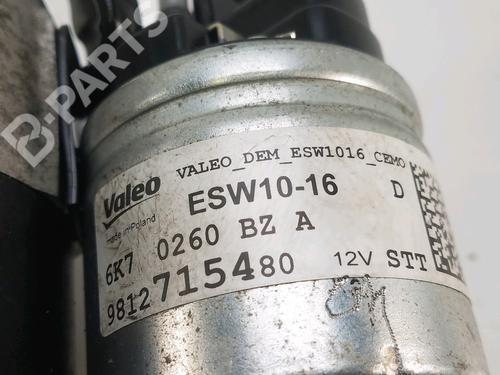 B-PARTS
VALEO_DEM_ESW1016_CEMO
Valeo
made in Poland
ESW10-16 D
6K7 0260 BZ A
9812715480 12V STT